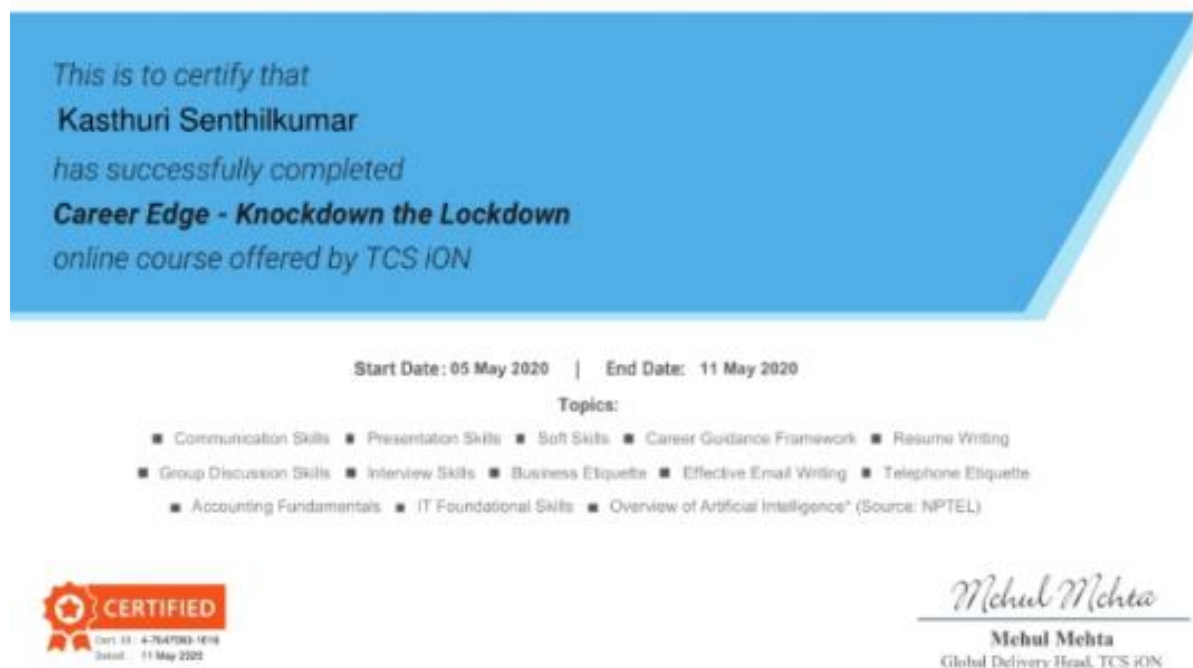 This is to certify that
Kasthuri Senthilkumar
has successfully completed
Career Edge - Knockdown the Lockdown
online course offered by TCS iON
Start Date: 05 May 2020 | End Date: 11 May 2020
Topics:
■ Communication Skills ■ Presentation Skills ■ Soft Skills ■ Career Guidance Framework ■ Resume Writing
■ Group Discussion Skills ■ Interview Skills ■ Business Etiquette ■ Effective Email Writing ■ Telephone Etiquette
■ Accounting Fundamentals ■ IT Foundational Skills ■ Overview of Artificial Intelligence* (Source: NPTEL)
CERTIFIED
Cert. ID :
Dated : 11 May 2020
Mehul Mehta
Mehul Mehta
Global Delivery Head, TCS iON